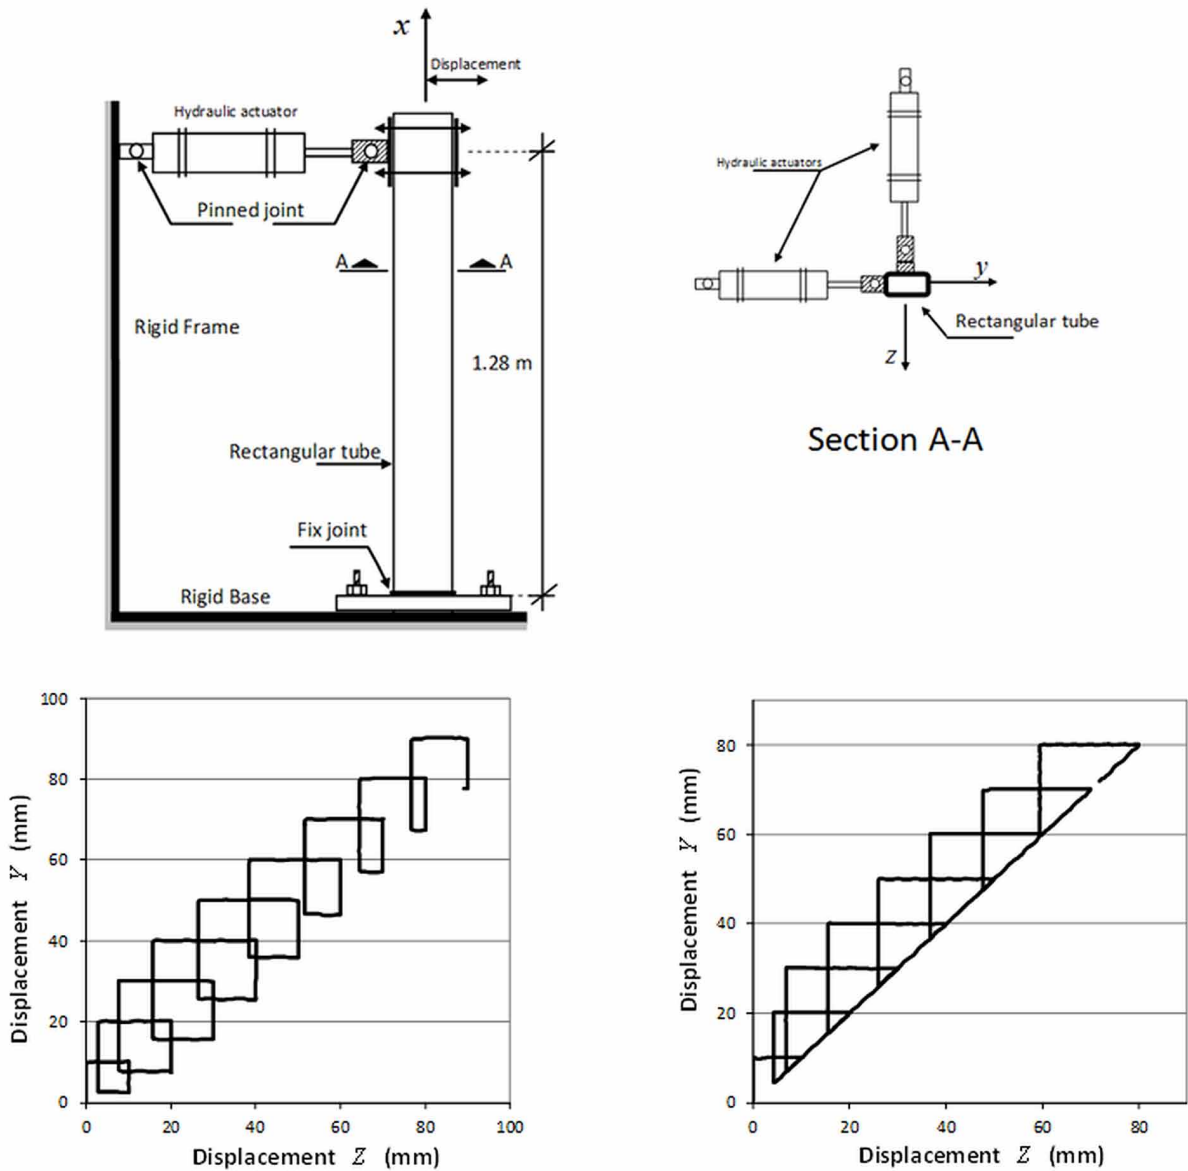 x
Displacement
Hydraulic actuator
Pinned joint
A
A
Rigid Frame
1.28 m
Rectangular tube
Fix joint
Rigid Base
Hydraulic actuators
y
Rectangular tube
Z
Section A-A
100
80
60
40
20
0
Displacement Y (mm)
0 20 40 60 80 100
Displacement Z (mm)
80
60
40
20
0
Displacement Y (mm)
0 20 40 60 80
Displacement Z (mm)